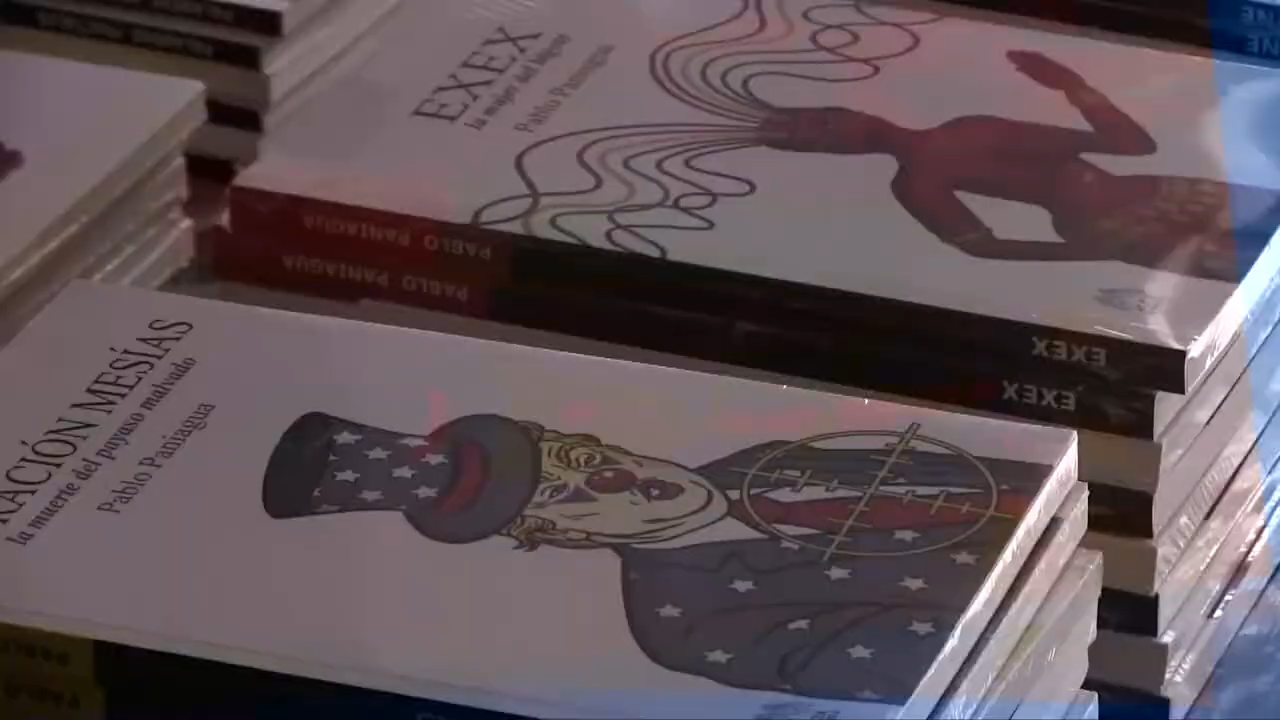 EXEX
la mujer del bogus
Pablo Paniagua
PABLO PANIAGUA
PABLO PANIAGUA
EXEX
EXEX
RACIÓN MESÍAS
la muerte del payaso malvado
Pablo Paniagua